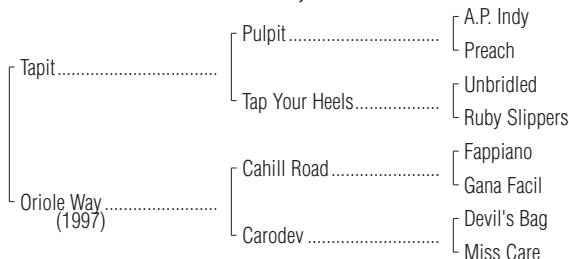 A.P. Indy
Pulpit
Preach
Tapit
Unbridled
Tap Your Heels
Ruby Slippers
Fappiano
Cahill Road
Gana Facil
Oriole Way
(1997)
Devil's Bag
Carodev
Miss Care